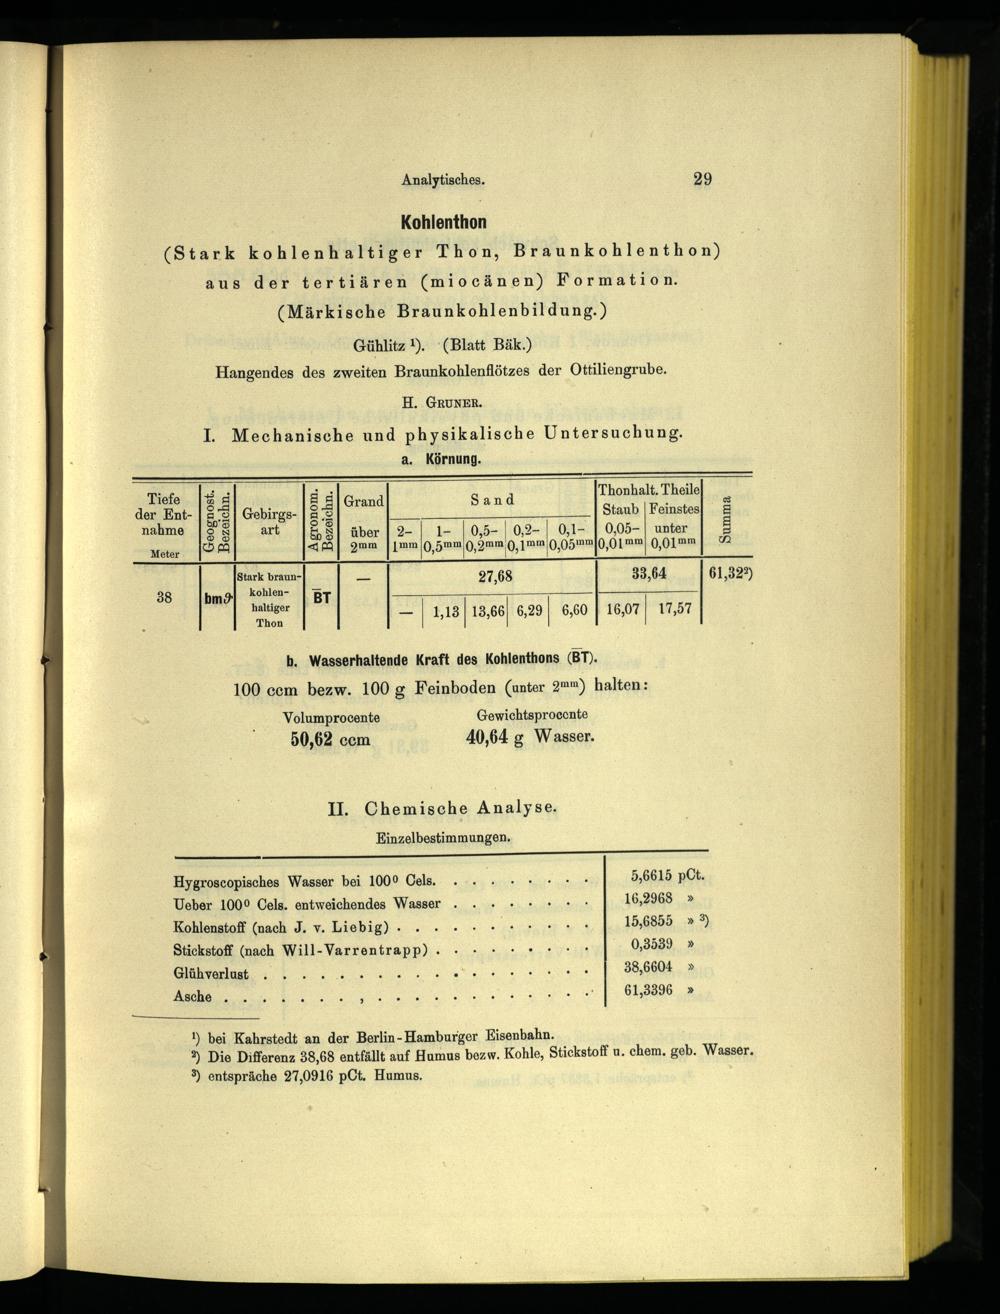 Analytisches. 29
Kohlenthon
(Stark kohlenhaltiger Thon, Braunkohlenthon)
aus der tertiären (miocänen) Formation.
(Märkische Braunkohlenbildung.)
Gühlitz ¹). (Blatt Bäk.)
Hangendes des zweiten Braunkohlenflötzes der Ottiliengrube.
H. GRUNER.
I. Mechanische und physikalische Untersuchung.
a. Körnung.
Tiefe der Ent-nahme Meter | Geognost. Bezeichn. | Gebirgs-art | Agronom. Bezeichn. | Grand über 2mm | Sand | Thonhalt. Theile | Summa
2-1mm | 1-0,5mm | 0,5-0,2mm | 0,2-0,1mm | 0,1-0,05mm | Staub 0,05-0,01mm | Feinstes unter 0,01mm
38 | bmϑ | Stark braun-kohlen-haltiger Thon | B̅T | — | 27,68 | 33,64 | 61,32²)
— | 1,13 | 13,66 | 6,29 | 6,60 | 16,07 | 17,57
b. Wasserhaltende Kraft des Kohlenthons (B̅T).
100 ccm bezw. 100 g Feinboden (unter 2mm) halten:
Volumprocente Gewichtsprocente
50,62 ccm 40,64 g Wasser.
II. Chemische Analyse.
Einzelbestimmungen.
Hygroscopisches Wasser bei 100⁰ Cels. . . . . . . . . 5,6615 pCt.
Ueber 100⁰ Cels. entweichendes Wasser . . . . . . . . 16,2968 »
Kohlenstoff (nach J. v. Liebig) . . . . . . . . . . . 15,6855 » ³)
Stickstoff (nach Will-Varrentrapp) . . . . . . . . . 0,3539 »
Glühverlust . . . . . . . . . . . . . . . . . . 38,6604 »
Asche . . . . . . . , . . . . . . . . . . . . 61,3396 »
¹) bei Kahrstedt an der Berlin-Hamburger Eisenbahn.
²) Die Differenz 38,68 entfällt auf Humus bezw. Kohle, Stickstoff u. chem. geb. Wasser.
³) entspräche 27,0916 pCt. Humus.